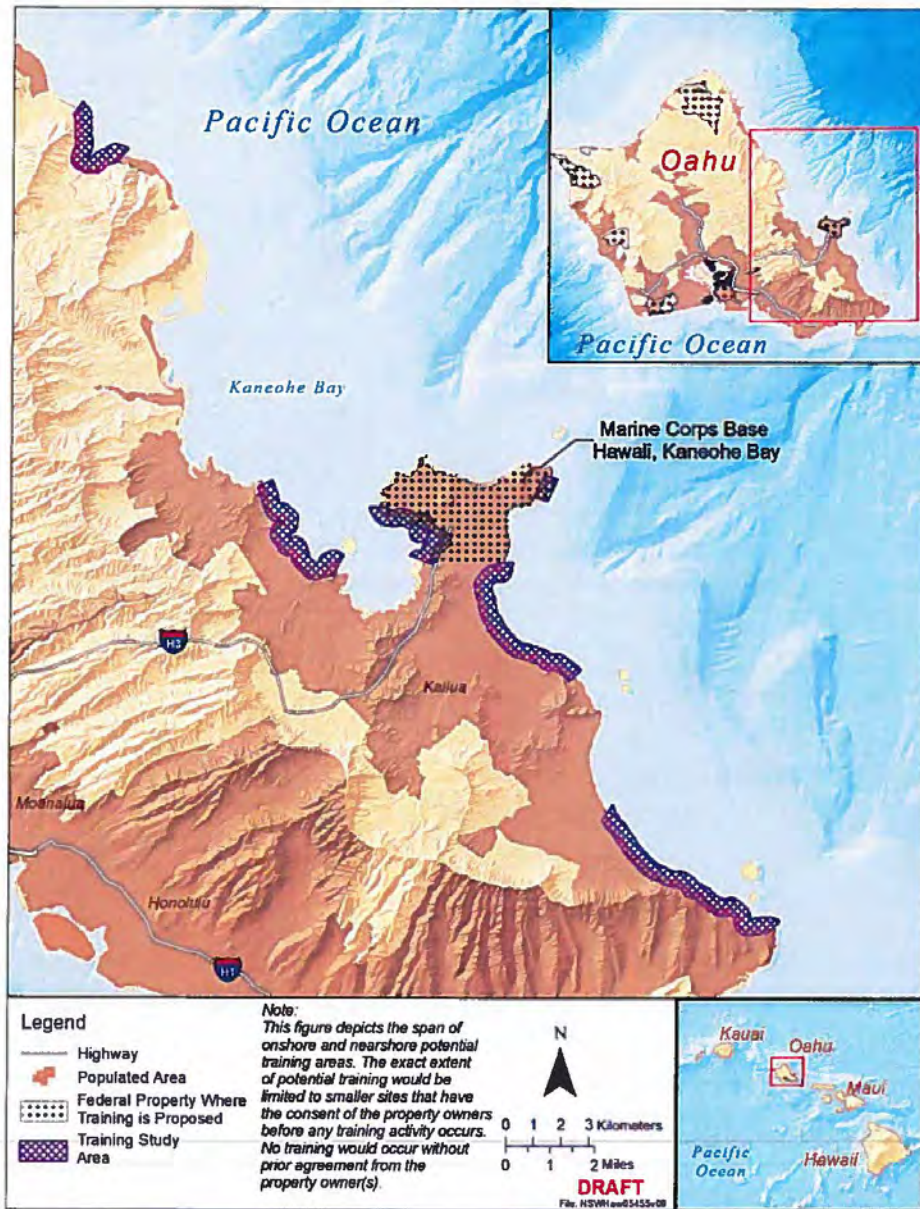 Pacific Ocean
Oahu
Pacific Ocean
Kaneohe Bay
Marine Corps Base
Hawaii, Kaneohe Bay
H3
Kailua
Moanalua
Honolulu
H1
Legend
Highway
Populated Area
Federal Property Where
Training is Proposed
Training Study
Area
Note:
This figure depicts the span of
onshore and nearshore potential
training areas. The exact extent
of potential training would be
limited to smaller sites that have
the consent of the property owners
before any training activity occurs.
No training would occur without
prior agreement from the
property owner(s).
N
0 1 2 3 Kilometers
0 1 2 Miles
DRAFT
File: NSWHaw05455v08
Kauai
Oahu
Maui
Hawaii
Pacific
Ocean